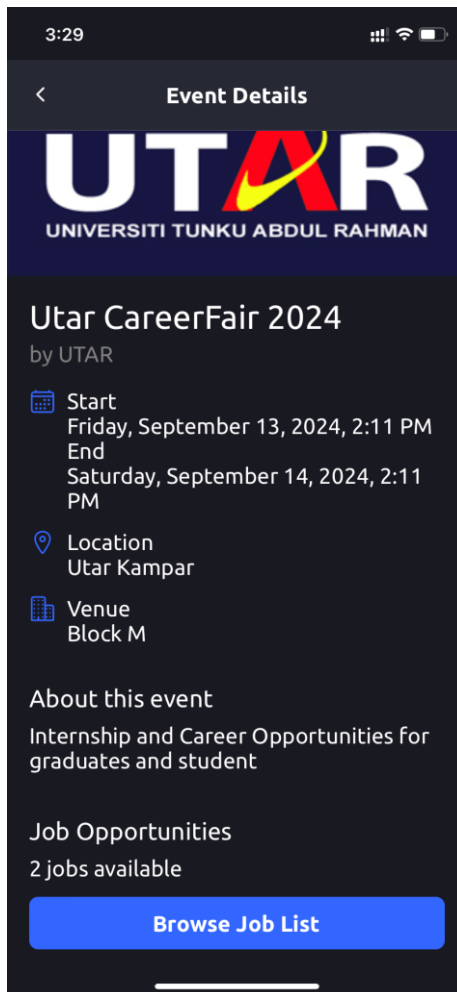 3:29
Event Details
UTAR
UNIVERSITI TUNKU ABDUL RAHMAN
Utar CareerFair 2024
by UTAR
Start
Friday, September 13, 2024, 2:11 PM
End
Saturday, September 14, 2024, 2:11
PM
Location
Utar Kampar
Venue
Block M
About this event
Internship and Career Opportunities for
graduates and student
Job Opportunities
2 jobs available
Browse Job List